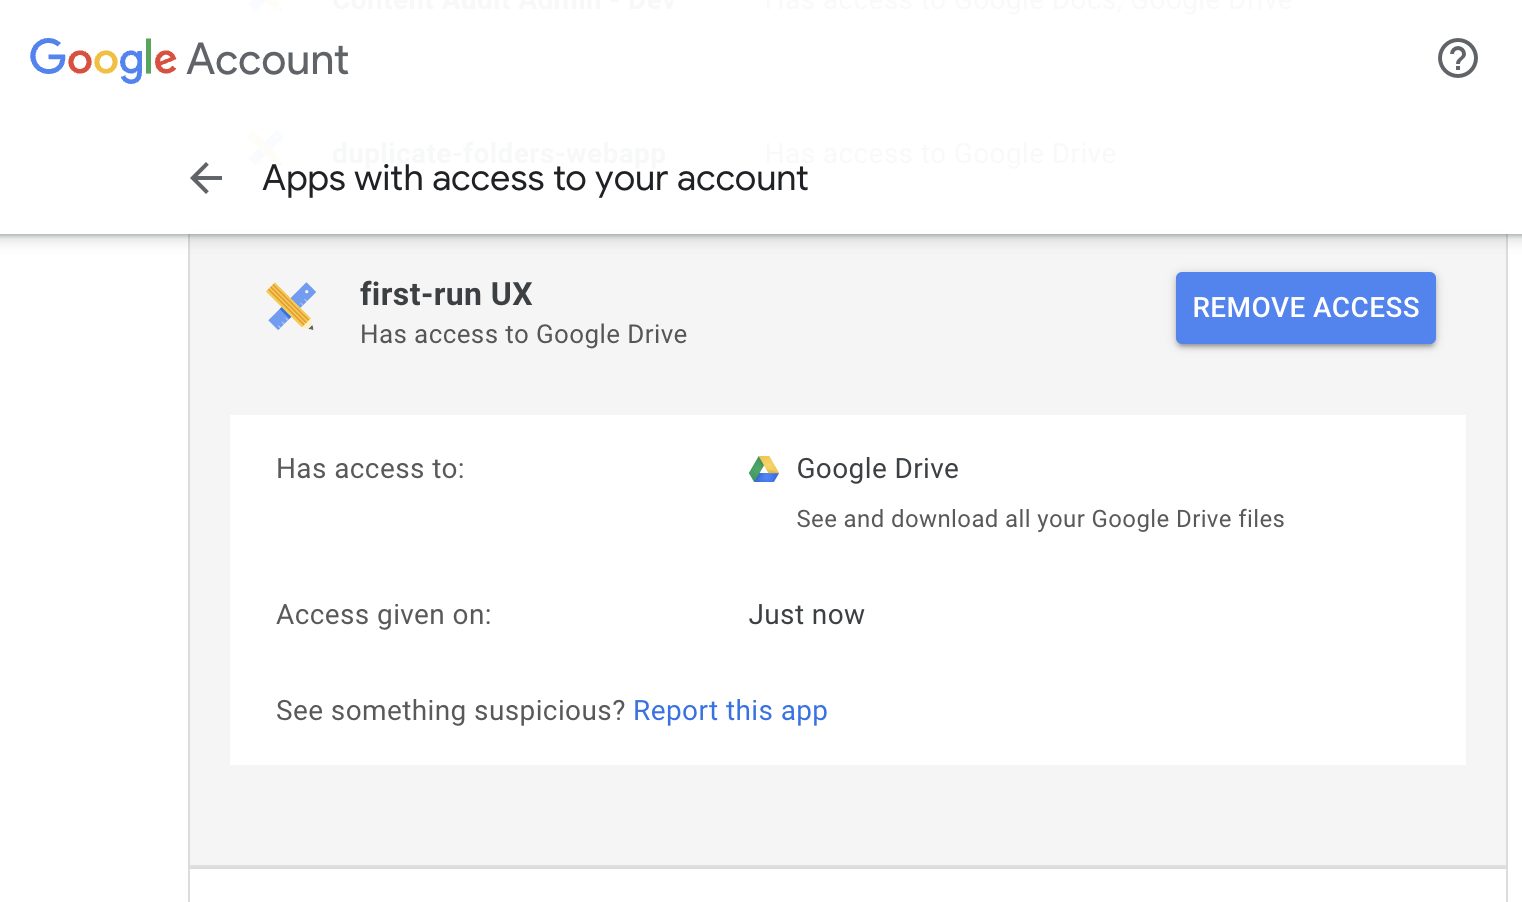 Content Audit Admin - Dev
Has access to Google Docs, Google Drive
Google Account
duplicate-folders-webapp
Has access to Google Drive
Apps with access to your account
first-run UX
Has access to Google Drive
REMOVE ACCESS
Has access to:
Google Drive
See and download all your Google Drive files
Access given on:
Just now
See something suspicious? Report this app